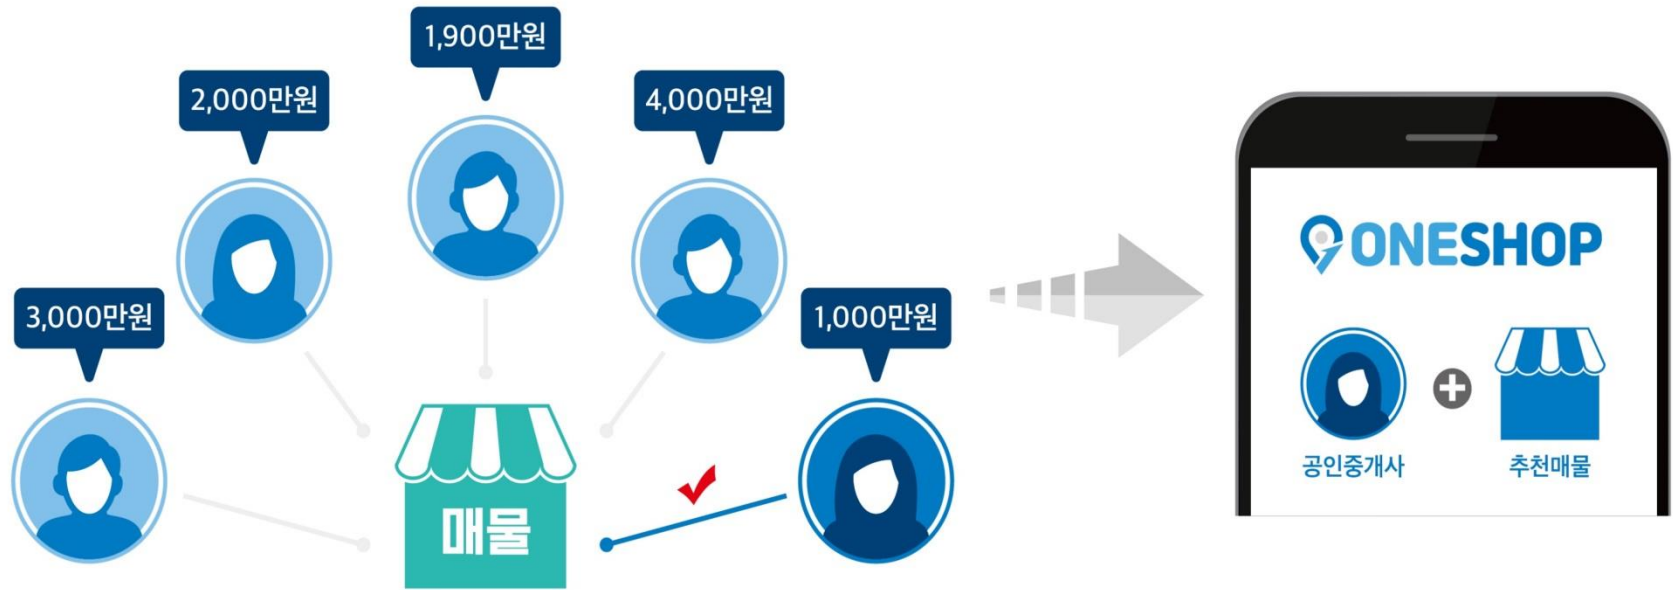 1,900만원
2,000만원
4,000만원
3,000만원
1,000만원
매물
ONESHOP
공인중개사
추천매물